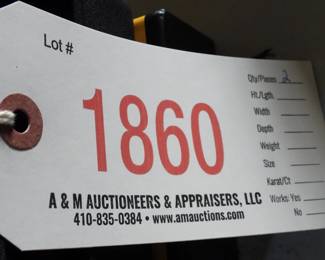 Lot #
1860
Qty/Pieces 2
Ht./Lgth
Width
Depth
Weight
Size
Karat/Ct
Works: Yes
No
A & M AUCTIONEERS & APPRAISERS, LLC
410-835-0384 • www.amauctions.com